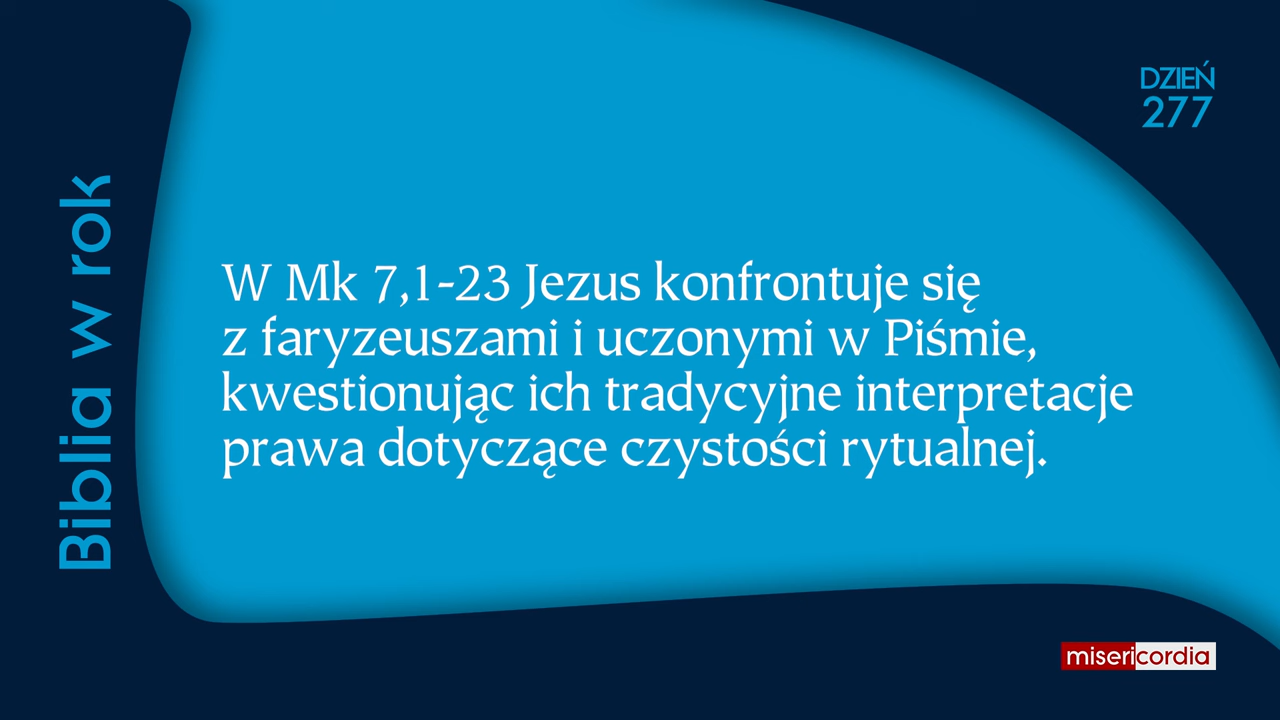 Biblia w rok
DZIEŃ
277
W Mk 7,1-23 Jezus konfrontuje się
z faryzeuszami i uczonymi w Piśmie,
kwestionując ich tradycyjne interpretacje
prawa dotyczące czystości rytualnej.
misericordia